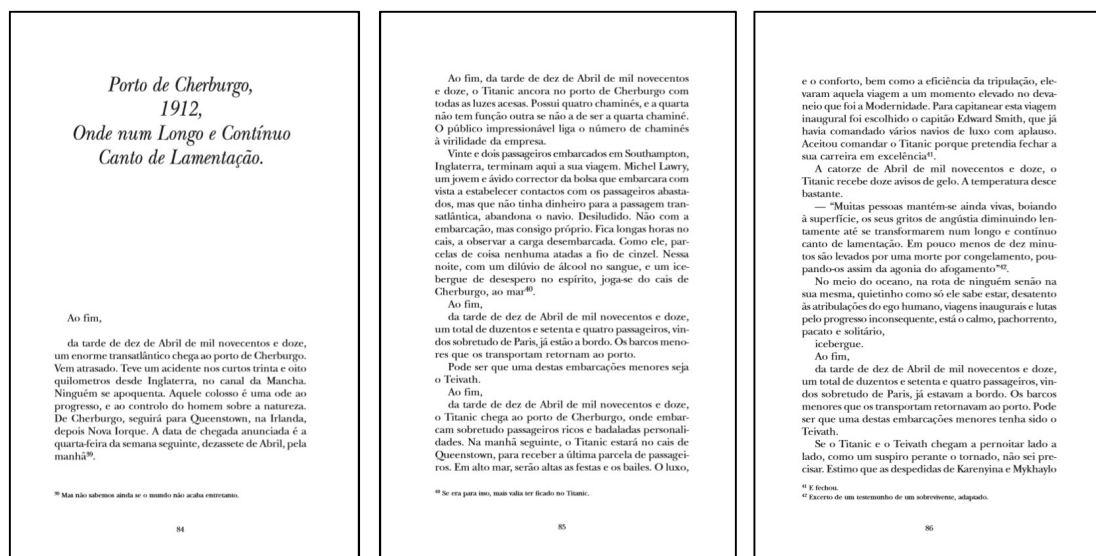 Porto de Cherburgo,
1912,
Onde num Longo e Contínuo
Canto de Lamentação.
Ao fim,
da tarde de dez de Abril de mil novecentos e doze,
um enorme transatlântico chega ao porto de Cherburgo.
Vem atrasado. Teve um acidente nos curtos trinta e oito
quilometros desde Inglaterra, no canal da Mancha.
Ninguém se apoquenta. Aquele colosso é uma ode ao
progresso, e ao controlo do homem sobre a natureza.
De Cherburgo, seguirá para Queenstown, na Irlanda,
depois Nova Iorque. A data de chegada anunciada é a
quarta-feira da semana seguinte, dezassete de Abril, pela
manhã³⁹.
³⁹ Mas não sabemos ainda se o mundo não acaba entretanto.
84
Ao fim, da tarde de dez de Abril de mil novecentos
e doze, o Titanic ancora no porto de Cherburgo com
todas as luzes acesas. Possui quatro chaminés, e a quarta
não tem função outra se não a de ser a quarta chaminé.
O público impressionável liga o número de chaminés
à virilidade da empresa.
Vinte e dois passageiros embarcados em Southampton,
Inglaterra, terminam aqui a sua viagem. Michel Lawry,
um jovem e ávido corrector da bolsa que embarcara com
vista a estabelecer contactos com os passageiros abasta-
dos, mas que não tinha dinheiro para a passagem tran-
satlântica, abandona o navio. Desiludido. Não com a
embarcação, mas consigo próprio. Fica longas horas no
cais, a observar a carga desembarcada. Como ele, par-
celas de coisa nenhuma atadas a fio de cinzel. Nessa
noite, com um dilúvio de álcool no sangue, e um ice-
bergue de desespero no espírito, joga-se do cais de
Cherburgo, ao mar⁴⁰.
Ao fim,
da tarde de dez de Abril de mil novecentos e doze,
um total de duzentos e setenta e quatro passageiros, vin-
dos sobretudo de Paris, já estão a bordo. Os barcos meno-
res que os transportam retornam ao porto.
Pode ser que uma destas embarcações menores seja
o Teivath.
Ao fim,
da tarde de dez de Abril de mil novecentos e doze,
o Titanic chega ao porto de Cherburgo, onde embar-
cam sobretudo passageiros ricos e badaladas personali-
dades. Na manhã seguinte, o Titanic estará no cais de
Queenstown, para receber a última parcela de passagei-
ros. Em alto mar, serão altas as festas e os bailes. O luxo,
⁴⁰ Se era para isso, mais valia ter ficado no Titanic.
85
e o conforto, bem como a eficiência da tripulação, ele-
varam aquela viagem a um momento elevado no deva-
neio que foi a Modernidade. Para capitanear esta viagem
inaugural foi escolhido o capitão Edward Smith, que já
havia comandado vários navios de luxo com aplauso.
Aceitou comandar o Titanic porque pretendia fechar a
sua carreira em excelência⁴¹.
A catorze de Abril de mil novecentos e doze, o
Titanic recebe doze avisos de gelo. A temperatura desce
bastante.
— “Muitas pessoas mantém-se ainda vivas, boiando
à superfície, os seus gritos de angústia diminuindo len-
tamente até se transformarem num longo e contínuo
canto de lamentação. Em pouco menos de dez minu-
tos são levados por uma morte por congelamento, pou-
pando-os assim da agonia do afogamento”⁴².
No meio do oceano, na rota de ninguém senão na
sua mesma, quietinho como só ele sabe estar, desatento
às atribulações do ego humano, viagens inaugurais e lutas
pelo progresso inconsequente, está o calmo, pachorrento,
pacato e solitário,
icebergue.
Ao fim,
da tarde de dez de Abril de mil novecentos e doze,
um total de duzentos e setenta e quatro passageiros, vin-
dos sobretudo de Paris, já estavam a bordo. Os barcos
menores que os transportam retornavam ao porto. Pode
ser que uma destas embarcações menores tenha sido o
Teivath.
Se o Titanic e o Teivath chegam a pernoitar lado a
lado, como um suspiro perante o tornado, não sei pre-
cisar. Estimo que as despedidas de Karenyina e Mykhaylo
⁴¹ E fechou.
⁴² Excerto de um testemunho de um sobrevivente, adaptado.
86